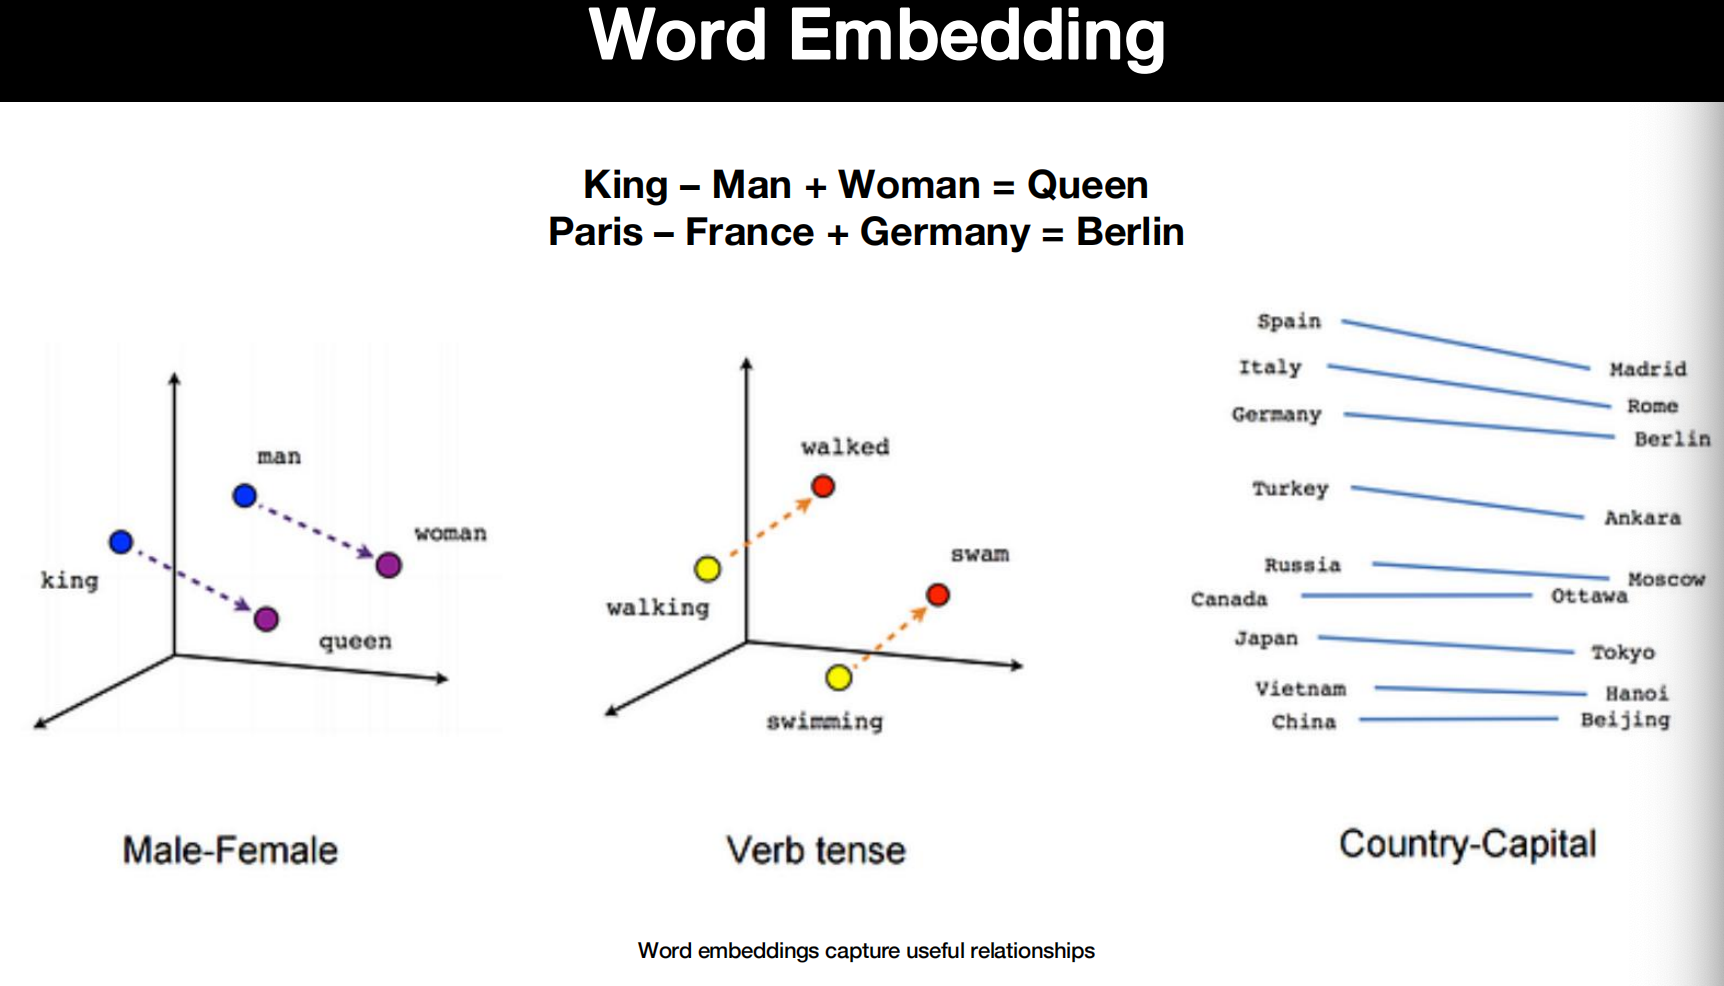 Word Embedding
King – Man + Woman = Queen
Paris – France + Germany = Berlin
man
woman
king
queen
walked
swam
walking
swimming
Spain
Madrid
Italy
Rome
Germany
Berlin
Turkey
Ankara
Russia
Moscow
Canada
Ottawa
Japan
Tokyo
Vietnam
Hanoi
China
Beijing
Male-Female
Verb tense
Country-Capital
Word embeddings capture useful relationships